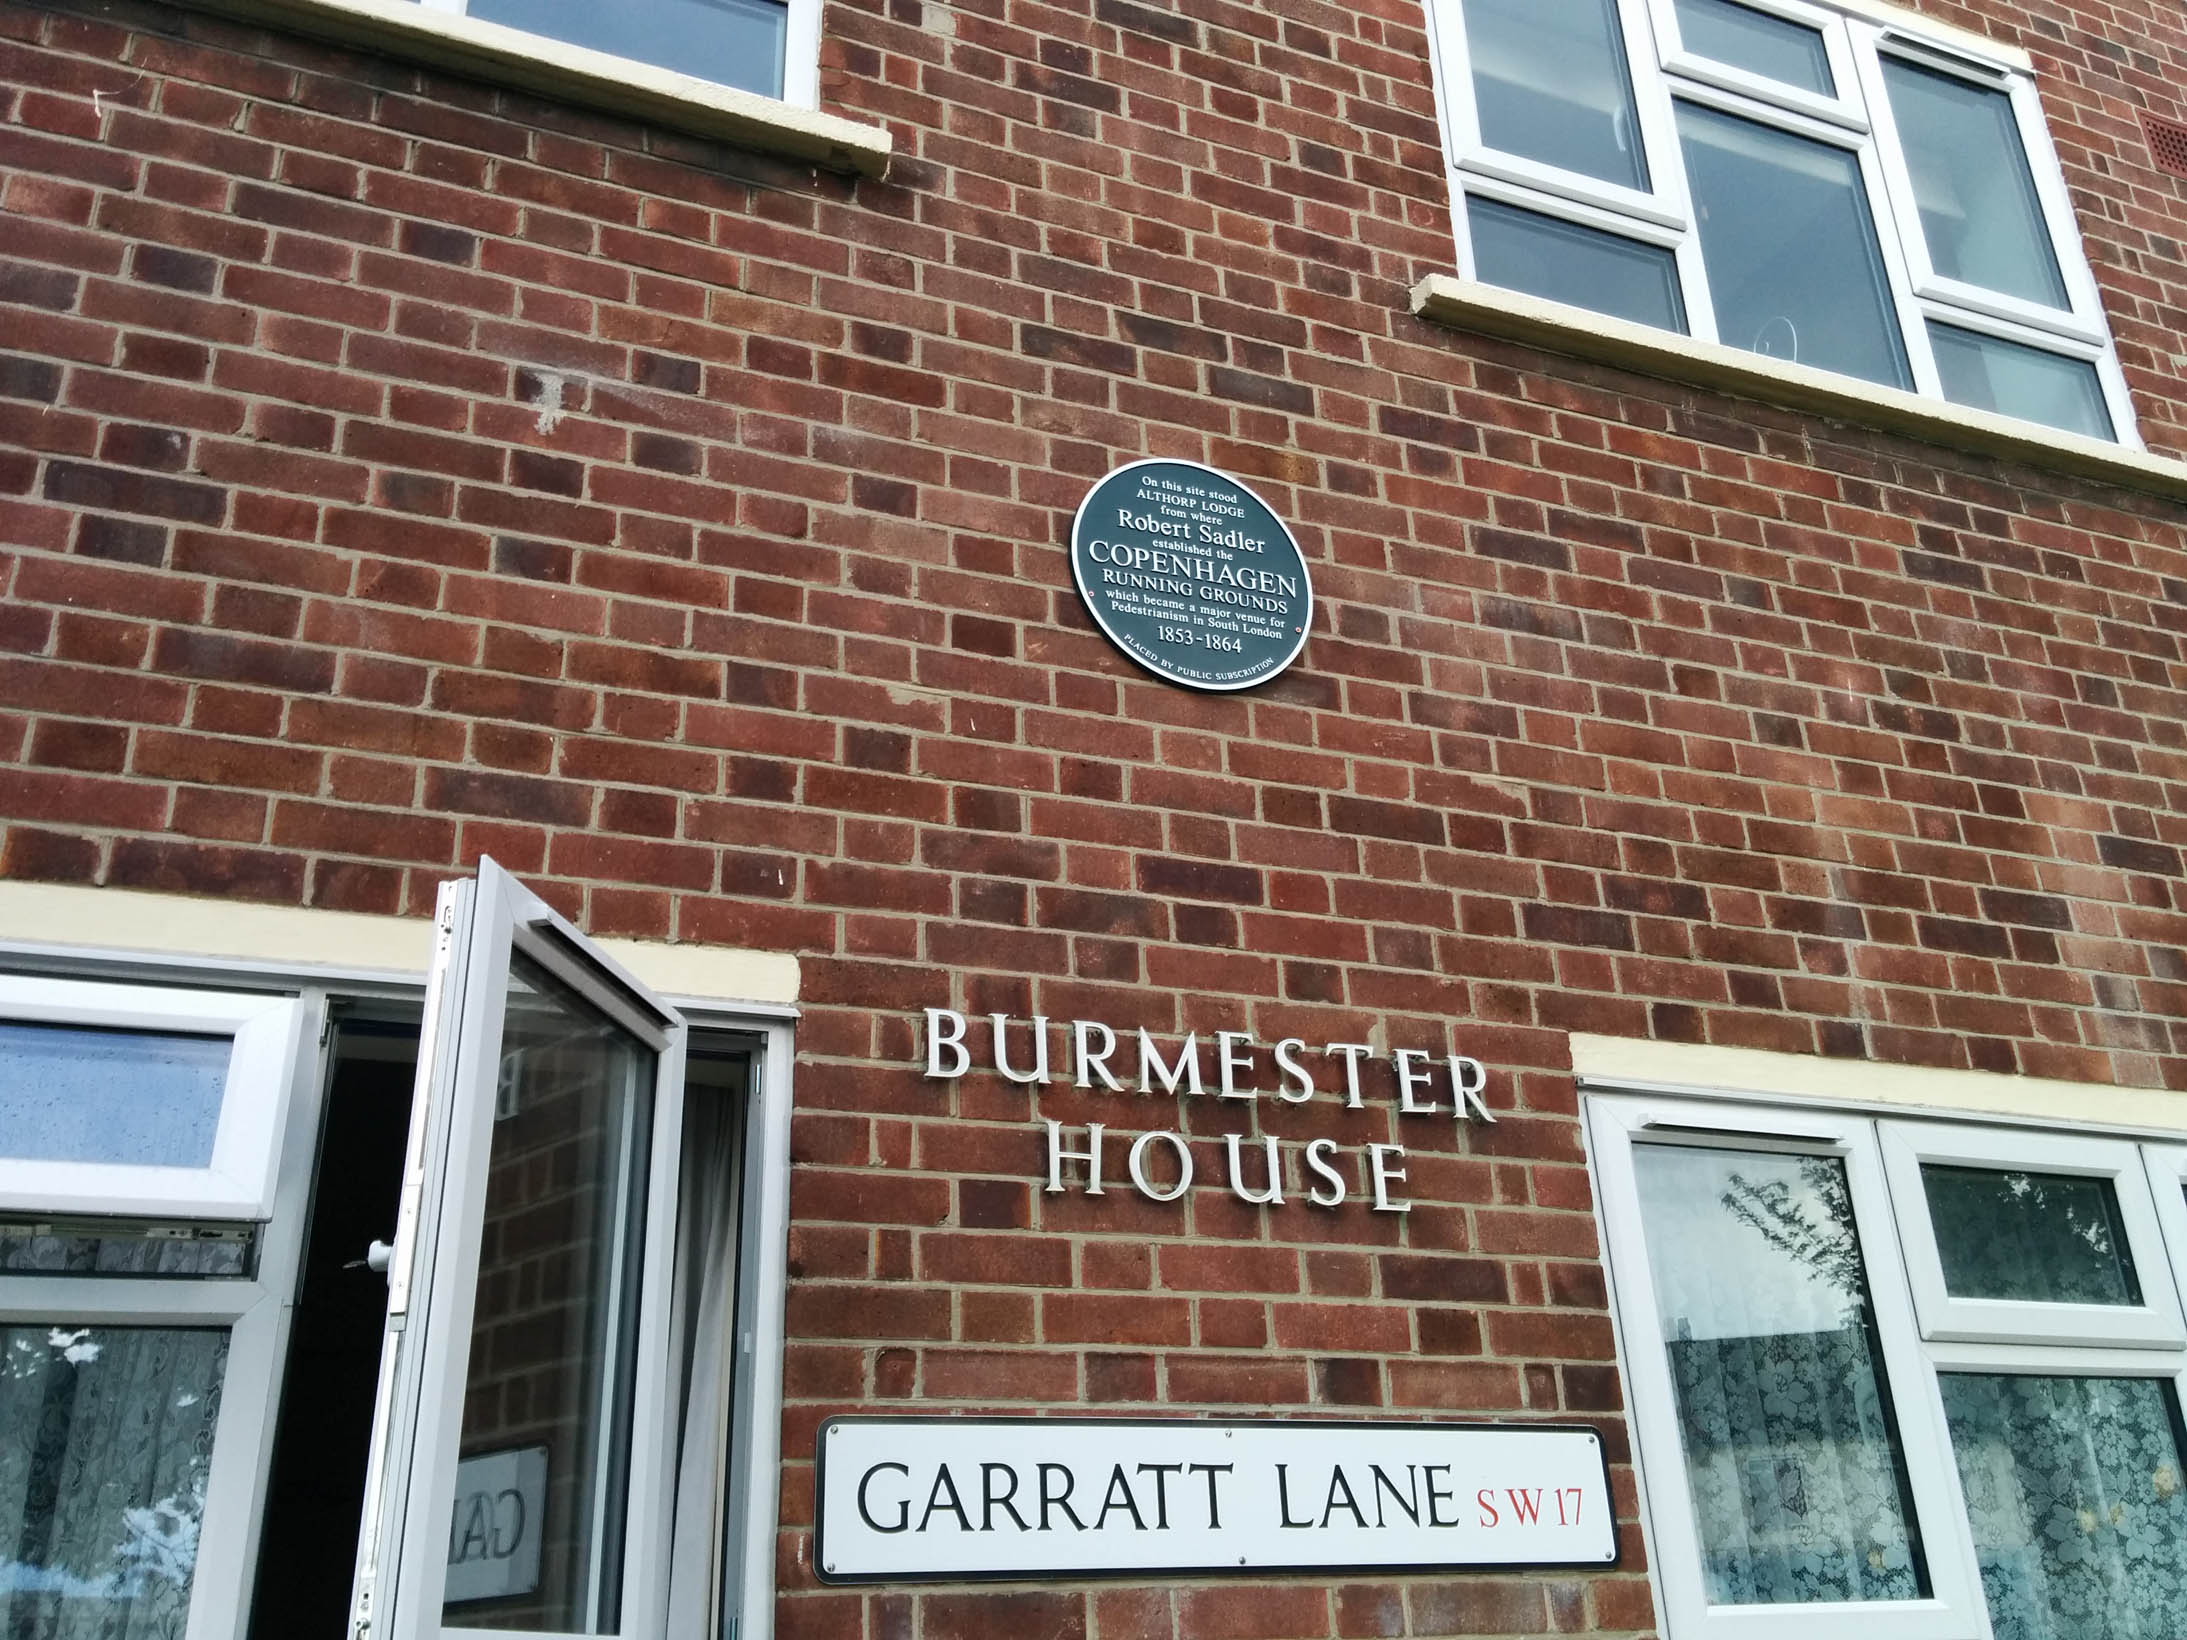 On this site stood
ALTHORP LODGE
from where
Robert Sadler
established the
COPENHAGEN
RUNNING GROUNDS
which became a major venue for
Pedestrianism in South London
1853-1864
PLACED BY PUBLIC SUBSCRIPTION
BURMESTER
HOUSE
GARRATT LANE SW17